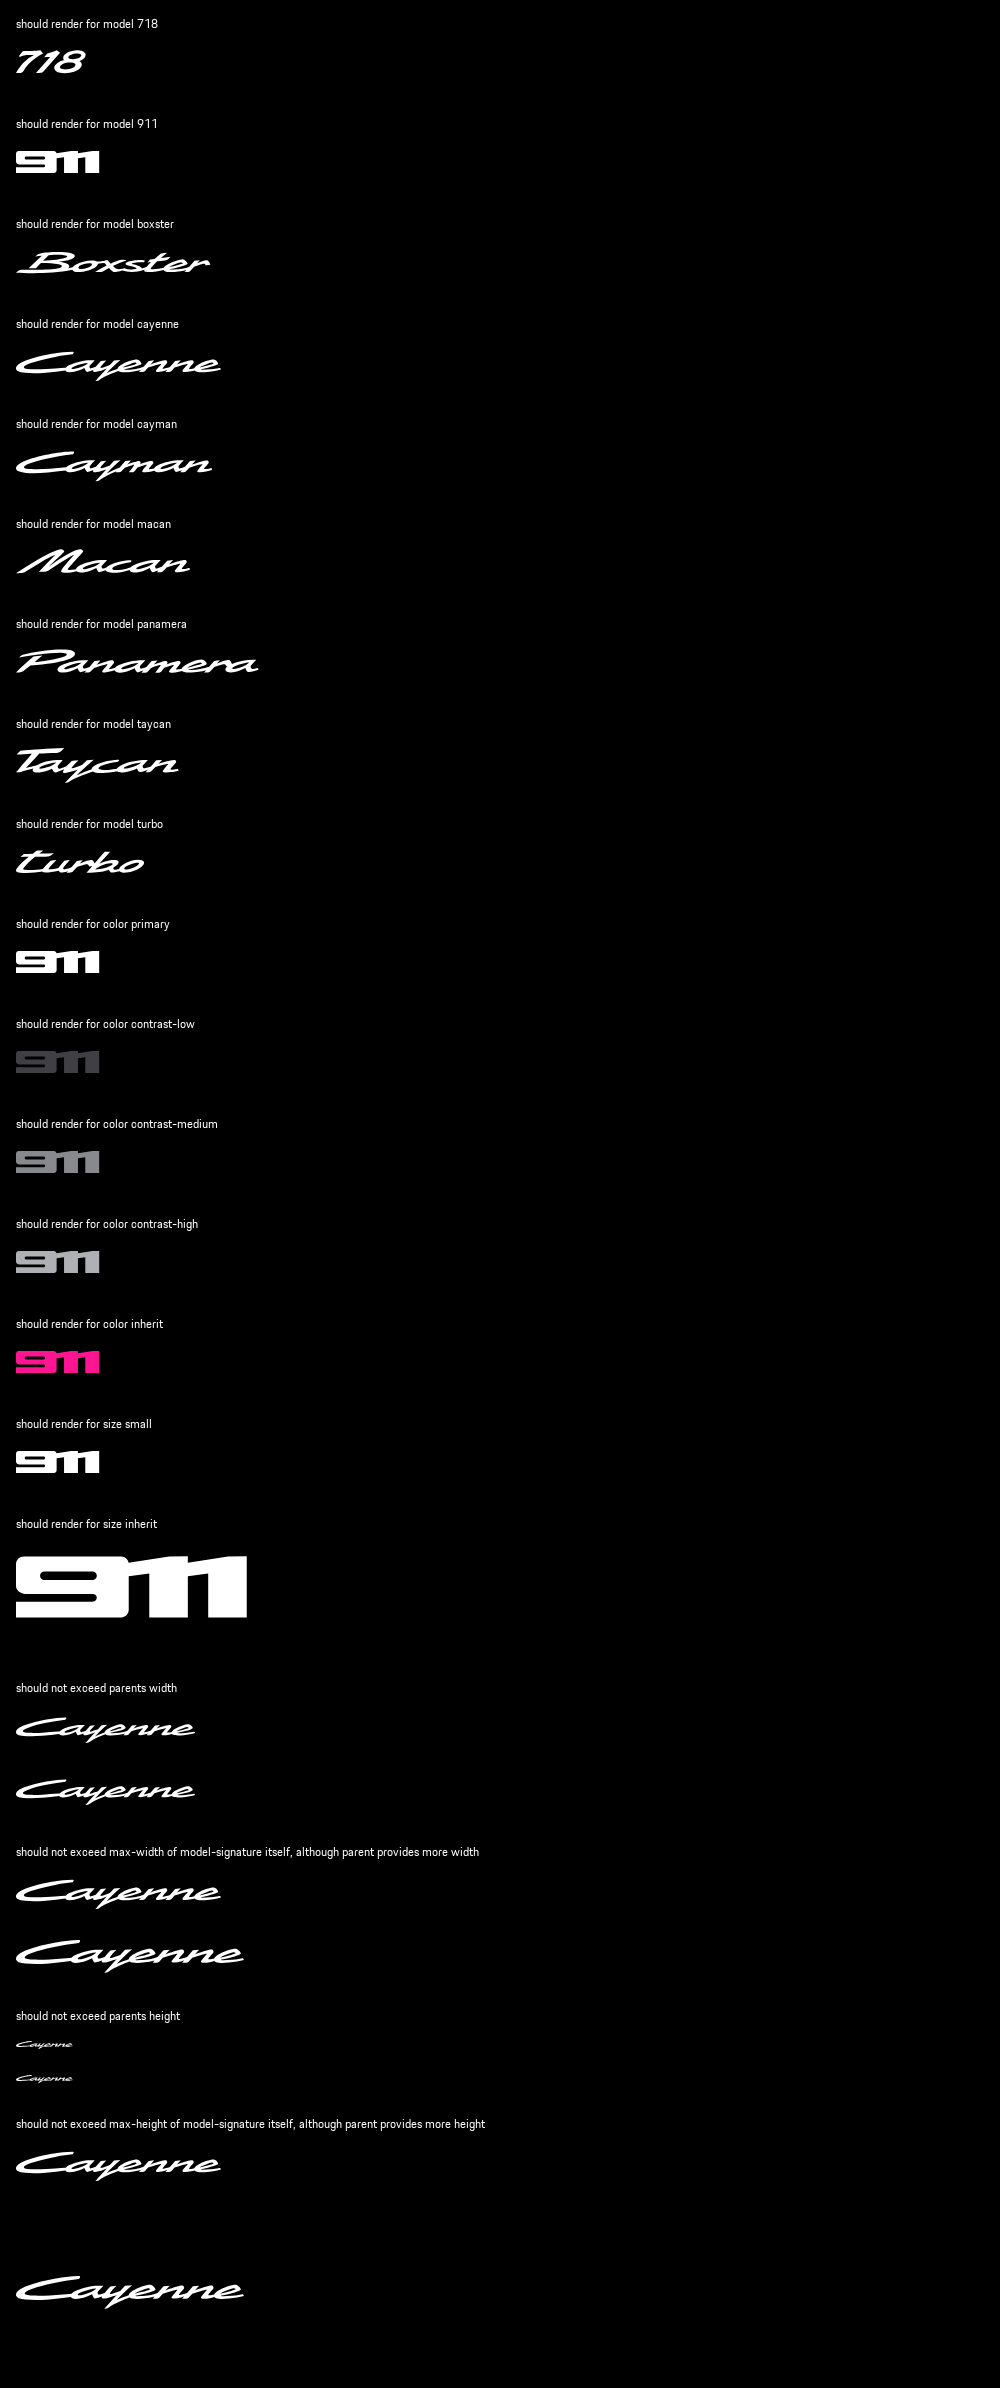 should render for model 718
718
should render for model 911
911
should render for model boxster
Boxster
should render for model cayenne
Cayenne
should render for model cayman
Cayman
should render for model macan
Macan
should render for model panamera
Panamera
should render for model taycan
Taycan
should render for model turbo
turbo
should render for color primary
911
should render for color contrast-low
911
should render for color contrast-medium
911
should render for color contrast-high
911
should render for color inherit
911
should render for size small
911
should render for size inherit
911
should not exceed parents width
Cayenne
Cayenne
should not exceed max-width of model-signature itself, although parent provides more width
Cayenne
Cayenne
should not exceed parents height
Cayenne
Cayenne
should not exceed max-height of model-signature itself, although parent provides more height
Cayenne
Cayenne